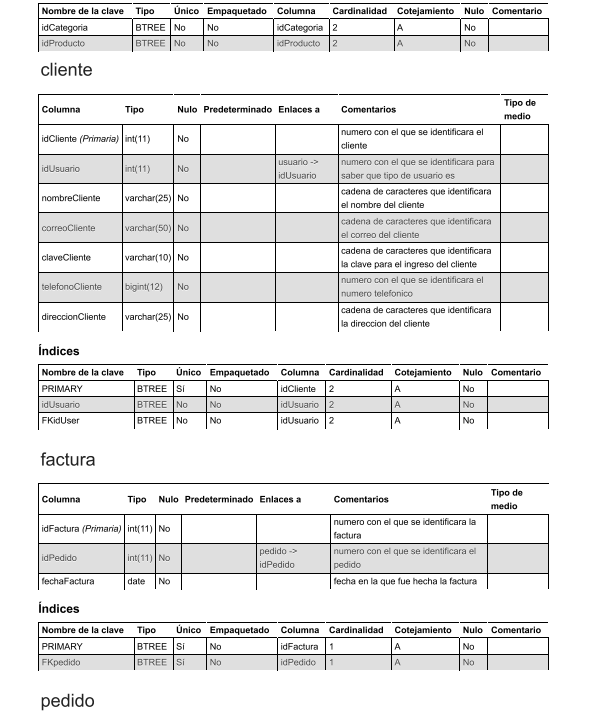 Nombre de la clave Tipo Único Empaquetado Columna Cardinalidad Cotejamiento Nulo Comentario
idCategoria BTREE No No idCategoria 2 A No
idProducto BTREE No No idProducto 2 A No
cliente
Columna Tipo Nulo Predeterminado Enlaces a Comentarios Tipo de
medio
idCliente (Primaria) int(11) No numero con el que se identificara el
cliente
idUsuario int(11) No usuario -> numero con el que se identificara para
idUsuario saber que tipo de usuario es
nombreCliente varchar(25) No cadena de caracteres que identificara
el nombre del cliente
correoCliente varchar(50) No cadena de caracteres que identificara
el correo del cliente
claveCliente varchar(10) No cadena de caracteres que identificara
la clave para el ingreso del cliente
telefonoCliente bigint(12) No numero con el que se identificara el
numero telefonico
direccionCliente varchar(25) No cadena de caracteres que identificara
la direccion del cliente
Índices
Nombre de la clave Tipo Único Empaquetado Columna Cardinalidad Cotejamiento Nulo Comentario
PRIMARY BTREE Sí No idCliente 2 A No
idUsuario BTREE No No idUsuario 2 A No
FKidUser BTREE No No idUsuario 2 A No
factura
Columna Tipo Nulo Predeterminado Enlaces a Comentarios Tipo de
medio
idFactura (Primaria) int(11) No numero con el que se identificara la
factura
idPedido int(11) No pedido -> numero con el que se identificara el
idPedido pedido
fechaFactura date No fecha en la que fue hecha la factura
Índices
Nombre de la clave Tipo Único Empaquetado Columna Cardinalidad Cotejamiento Nulo Comentario
PRIMARY BTREE Sí No idFactura 1 A No
FKpedido BTREE Sí No idPedido 1 A No
pedido